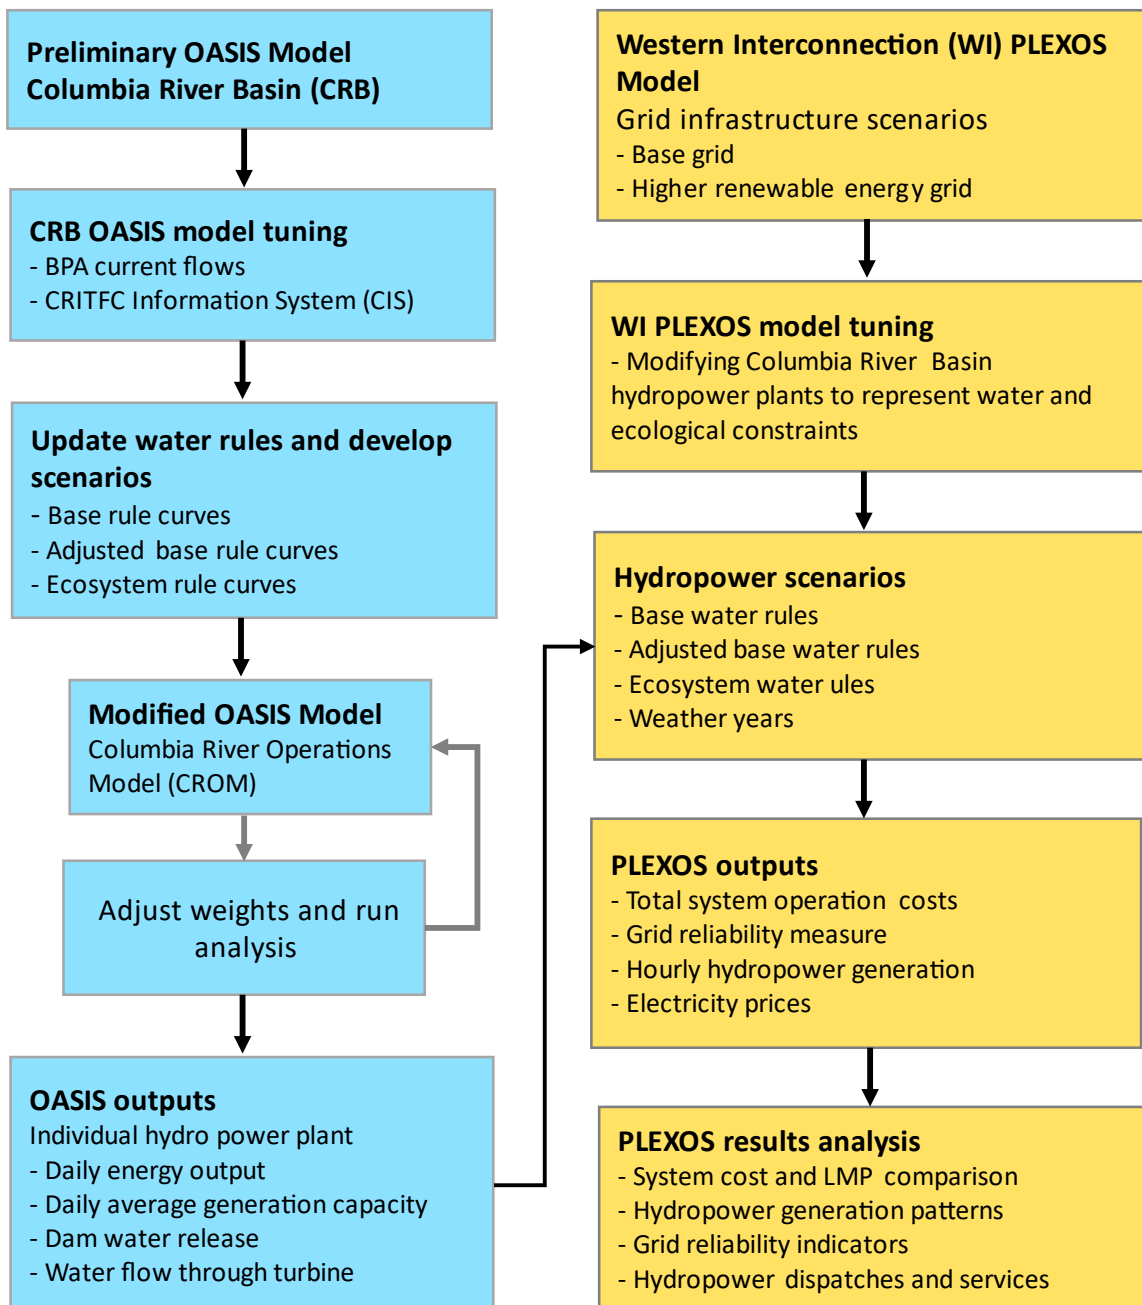 Preliminary OASIS Model
Columbia River Basin (CRB)
CRB OASIS model tuning
- BPA current flows
- CRITFC Information System (CIS)
Update water rules and develop
scenarios
- Base rule curves
- Adjusted base rule curves
- Ecosystem rule curves
Modified OASIS Model
Columbia River Operations
Model (CROM)
Adjust weights and run
analysis
OASIS outputs
Individual hydro power plant
- Daily energy output
- Daily average generation capacity
- Dam water release
- Water flow through turbine
Western Interconnection (WI) PLEXOS
Model
Grid infrastructure scenarios
- Base grid
- Higher renewable energy grid
WI PLEXOS model tuning
- Modifying Columbia River Basin
hydropower plants to represent water and
ecological constraints
Hydropower scenarios
- Base water rules
- Adjusted base water rules
- Ecosystem water ules
- Weather years
PLEXOS outputs
- Total system operation costs
- Grid reliability measure
- Hourly hydropower generation
- Electricity prices
PLEXOS results analysis
- System cost and LMP comparison
- Hydropower generation patterns
- Grid reliability indicators
- Hydropower dispatches and services